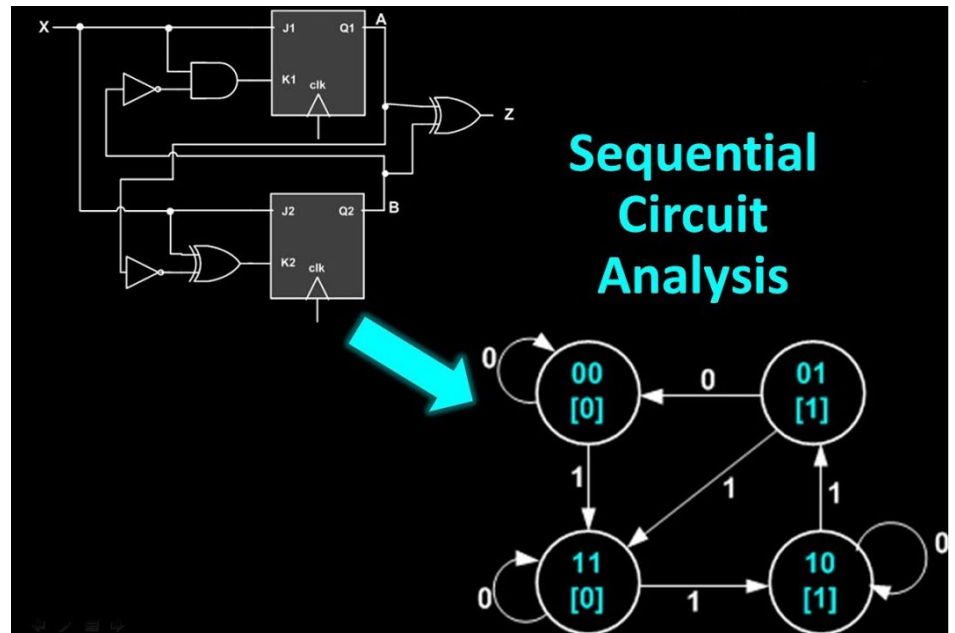 X
J1
Q1
A
K1
clk
Z
J2
Q2
B
K2
clk
Sequential
Circuit
Analysis
0
00
[0]
0
01
[1]
1
1
1
0
11
[0]
1
10
[1]
0